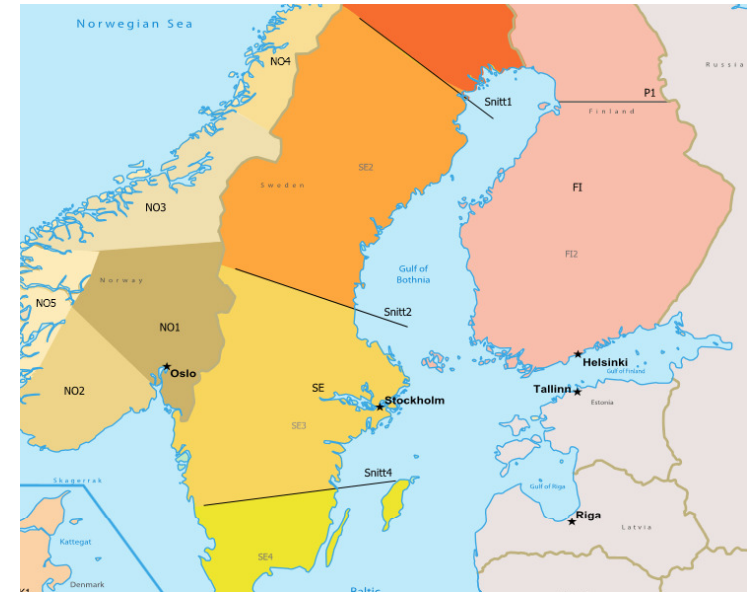 Norwegian Sea
NO4
Russia
P1
Snitt1
Finland
SE2
Sweden
FI
NO3
FI2
Gulf of
Bothnia
Norway
NO5
Snitt2
NO1
Helsinki
Oslo
Gulf of Finland
SE
NO2
Tallinn
Stockholm
Estonia
SE3
Snitt4
Skagerrak
Gulf of Riga
Riga
Latvia
Kattegat
SE4
Denmark
Baltic